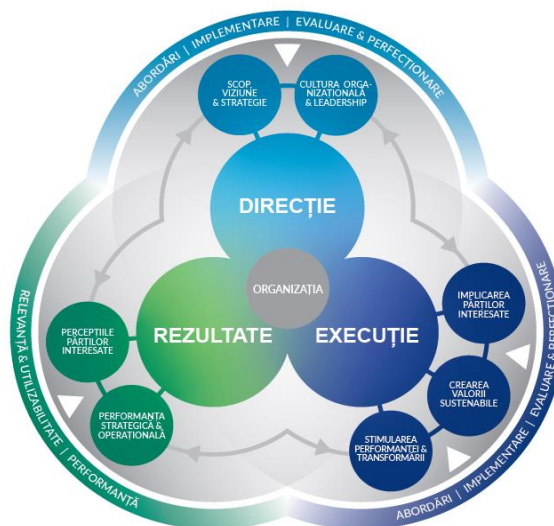 ABORDĂRI | IMPLEMENTARE | EVALUARE & PERFECȚIONARE
SCOP,
VIZIUNE
& STRATEGIE
CULTURA ORGA-
NIZAȚIONALĂ
& LEADERSHIP
DIRECȚIE
ORGANIZAȚIA
REZULTATE
EXECUȚIE
PERCEPȚIILE
PĂRȚILOR
INTERESATE
PERFORMANȚA
STRATEGICĂ &
OPERAȚIONALĂ
IMPLICAREA
PĂRȚILOR
INTERESATE
CREAREA
VALORII
SUSTENABILE
STIMULAREA
PERFORMANȚEI &
TRANSFORMĂRII
RELEVANȚĂ & UTILIZABILITATE | PERFORMANȚĂ
ABORDĂRI | IMPLEMENTARE | EVALUARE & PERFECȚIONARE